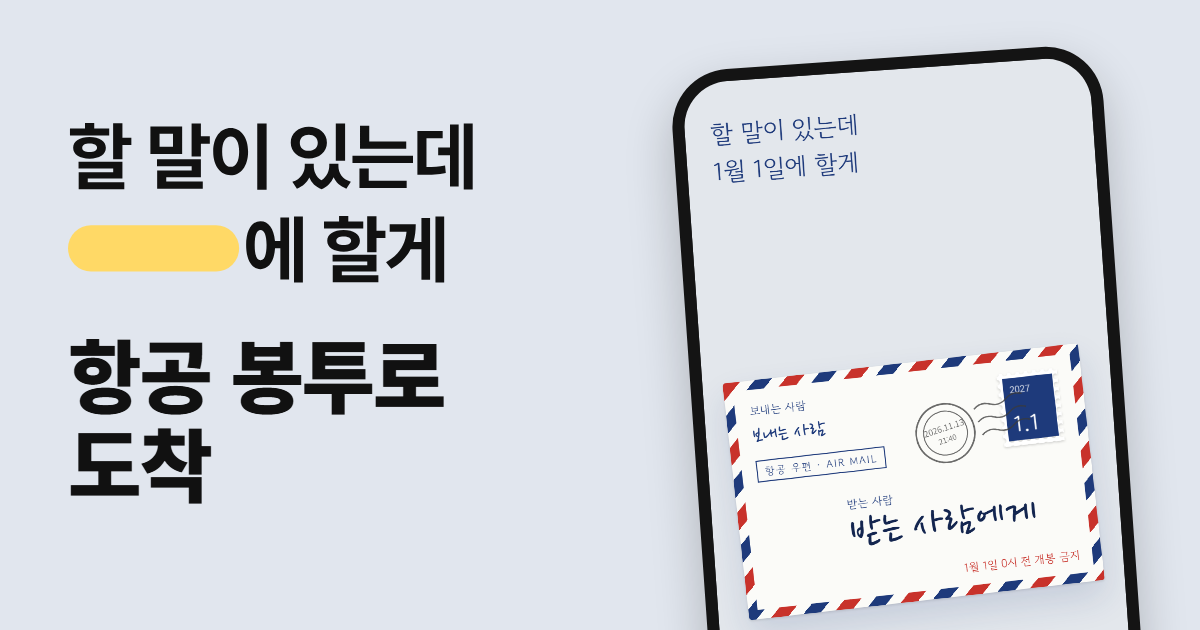 할 말이 있는데
에 할게
항공 봉투로
도착
할 말이 있는데
1월 1일에 할게
보내는 사람
보내는 사람
항공 우편 · AIR MAIL
2026.11.13
21:40
2027
1.1
받는 사람
받는 사람에게
1월 1일 0시 전 개봉 금지